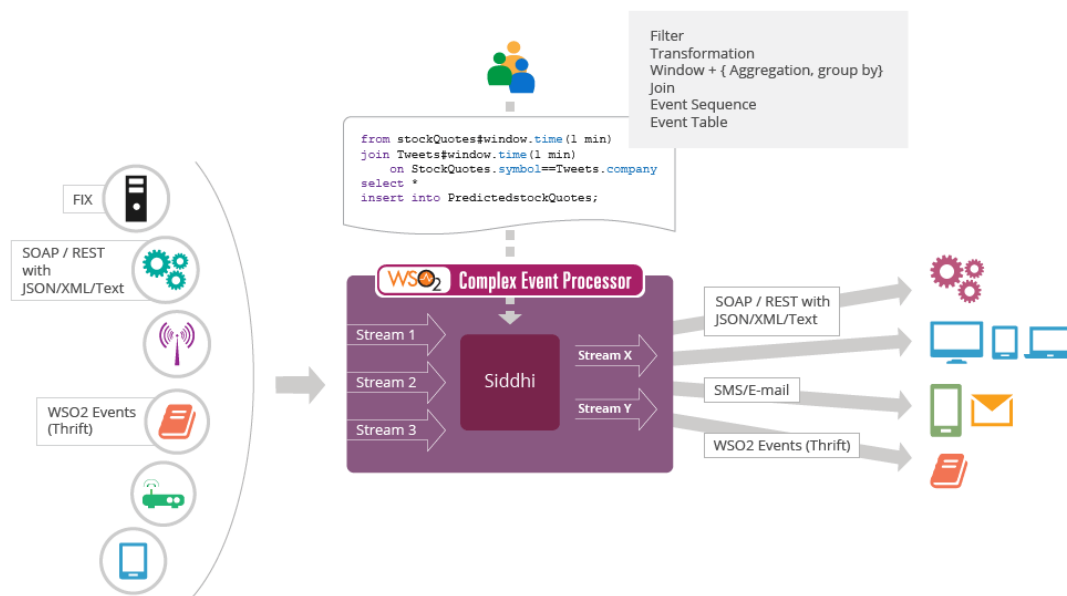 Filter
Transformation
Window + { Aggregation, group by}
Join
Event Sequence
Event Table
from stockQuotes#window.time(1 min)
join Tweets#window.time(1 min)
on StockQuotes.symbol==Tweets.company
select *
insert into PredictedstockQuotes;
FIX
SOAP / REST
with
JSON/XML/Text
WSO2 Events
(Thrift)
WSO2 Complex Event Processor
Stream 1
Stream 2
Stream 3
Siddhi
Stream X
Stream Y
SOAP / REST with
JSON/XML/Text
SMS/E-mail
WSO2 Events (Thrift)